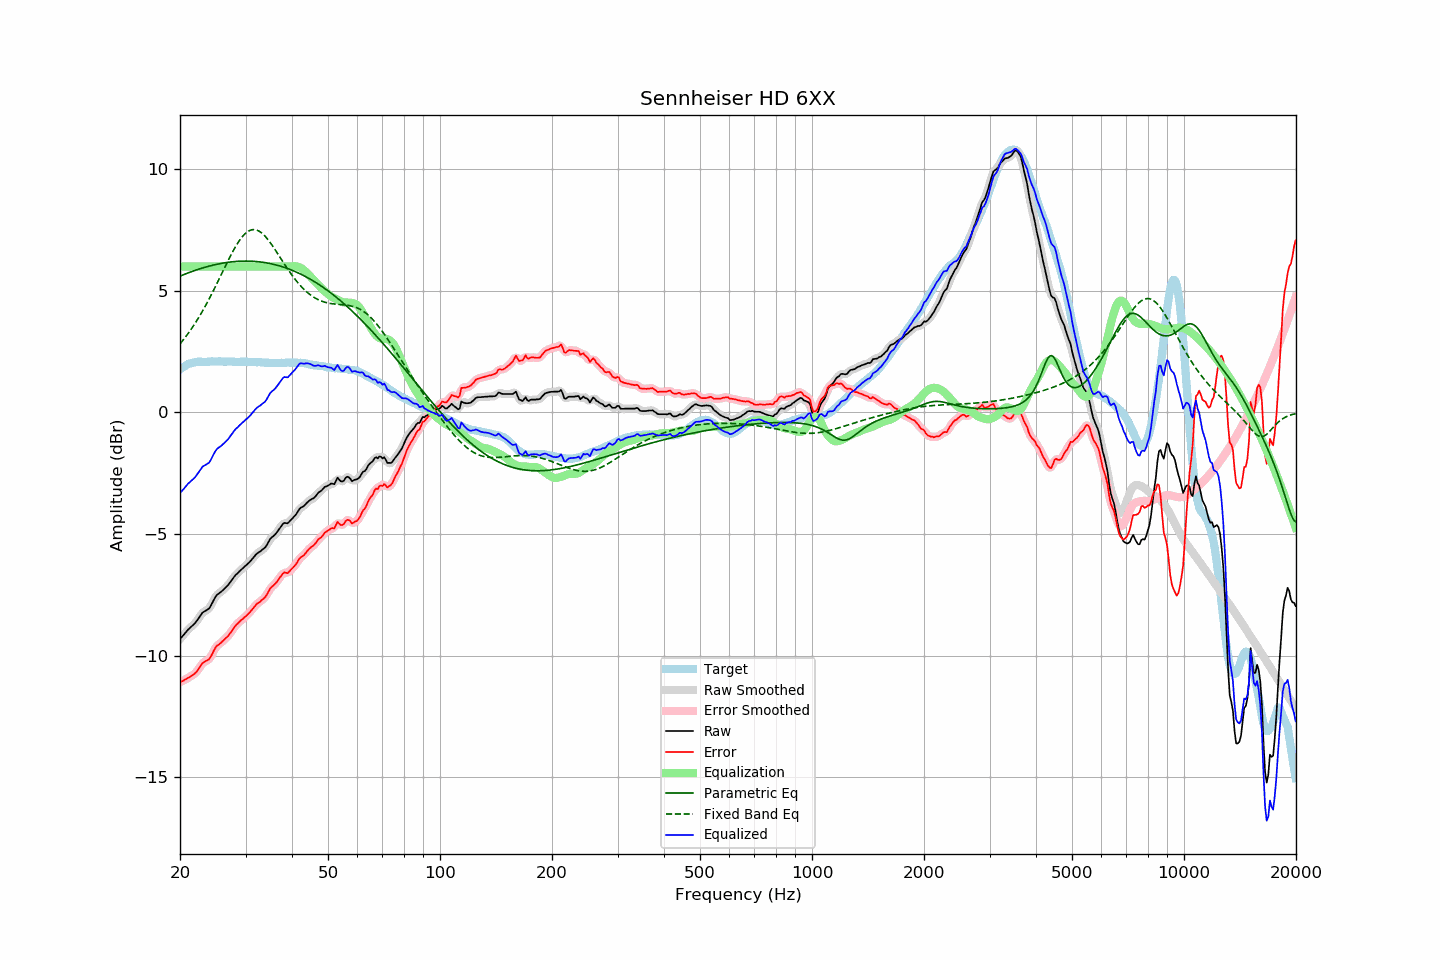 Sennheiser HD 6XX
Amplitude (dBr)
10
5
0
−5
−10
−15
Target
Raw Smoothed
Error Smoothed
Raw
Error
Equalization
Parametric Eq
Fixed Band Eq
Equalized
20 50 100 200 500 1000 2000 5000 10000 20000
Frequency (Hz)